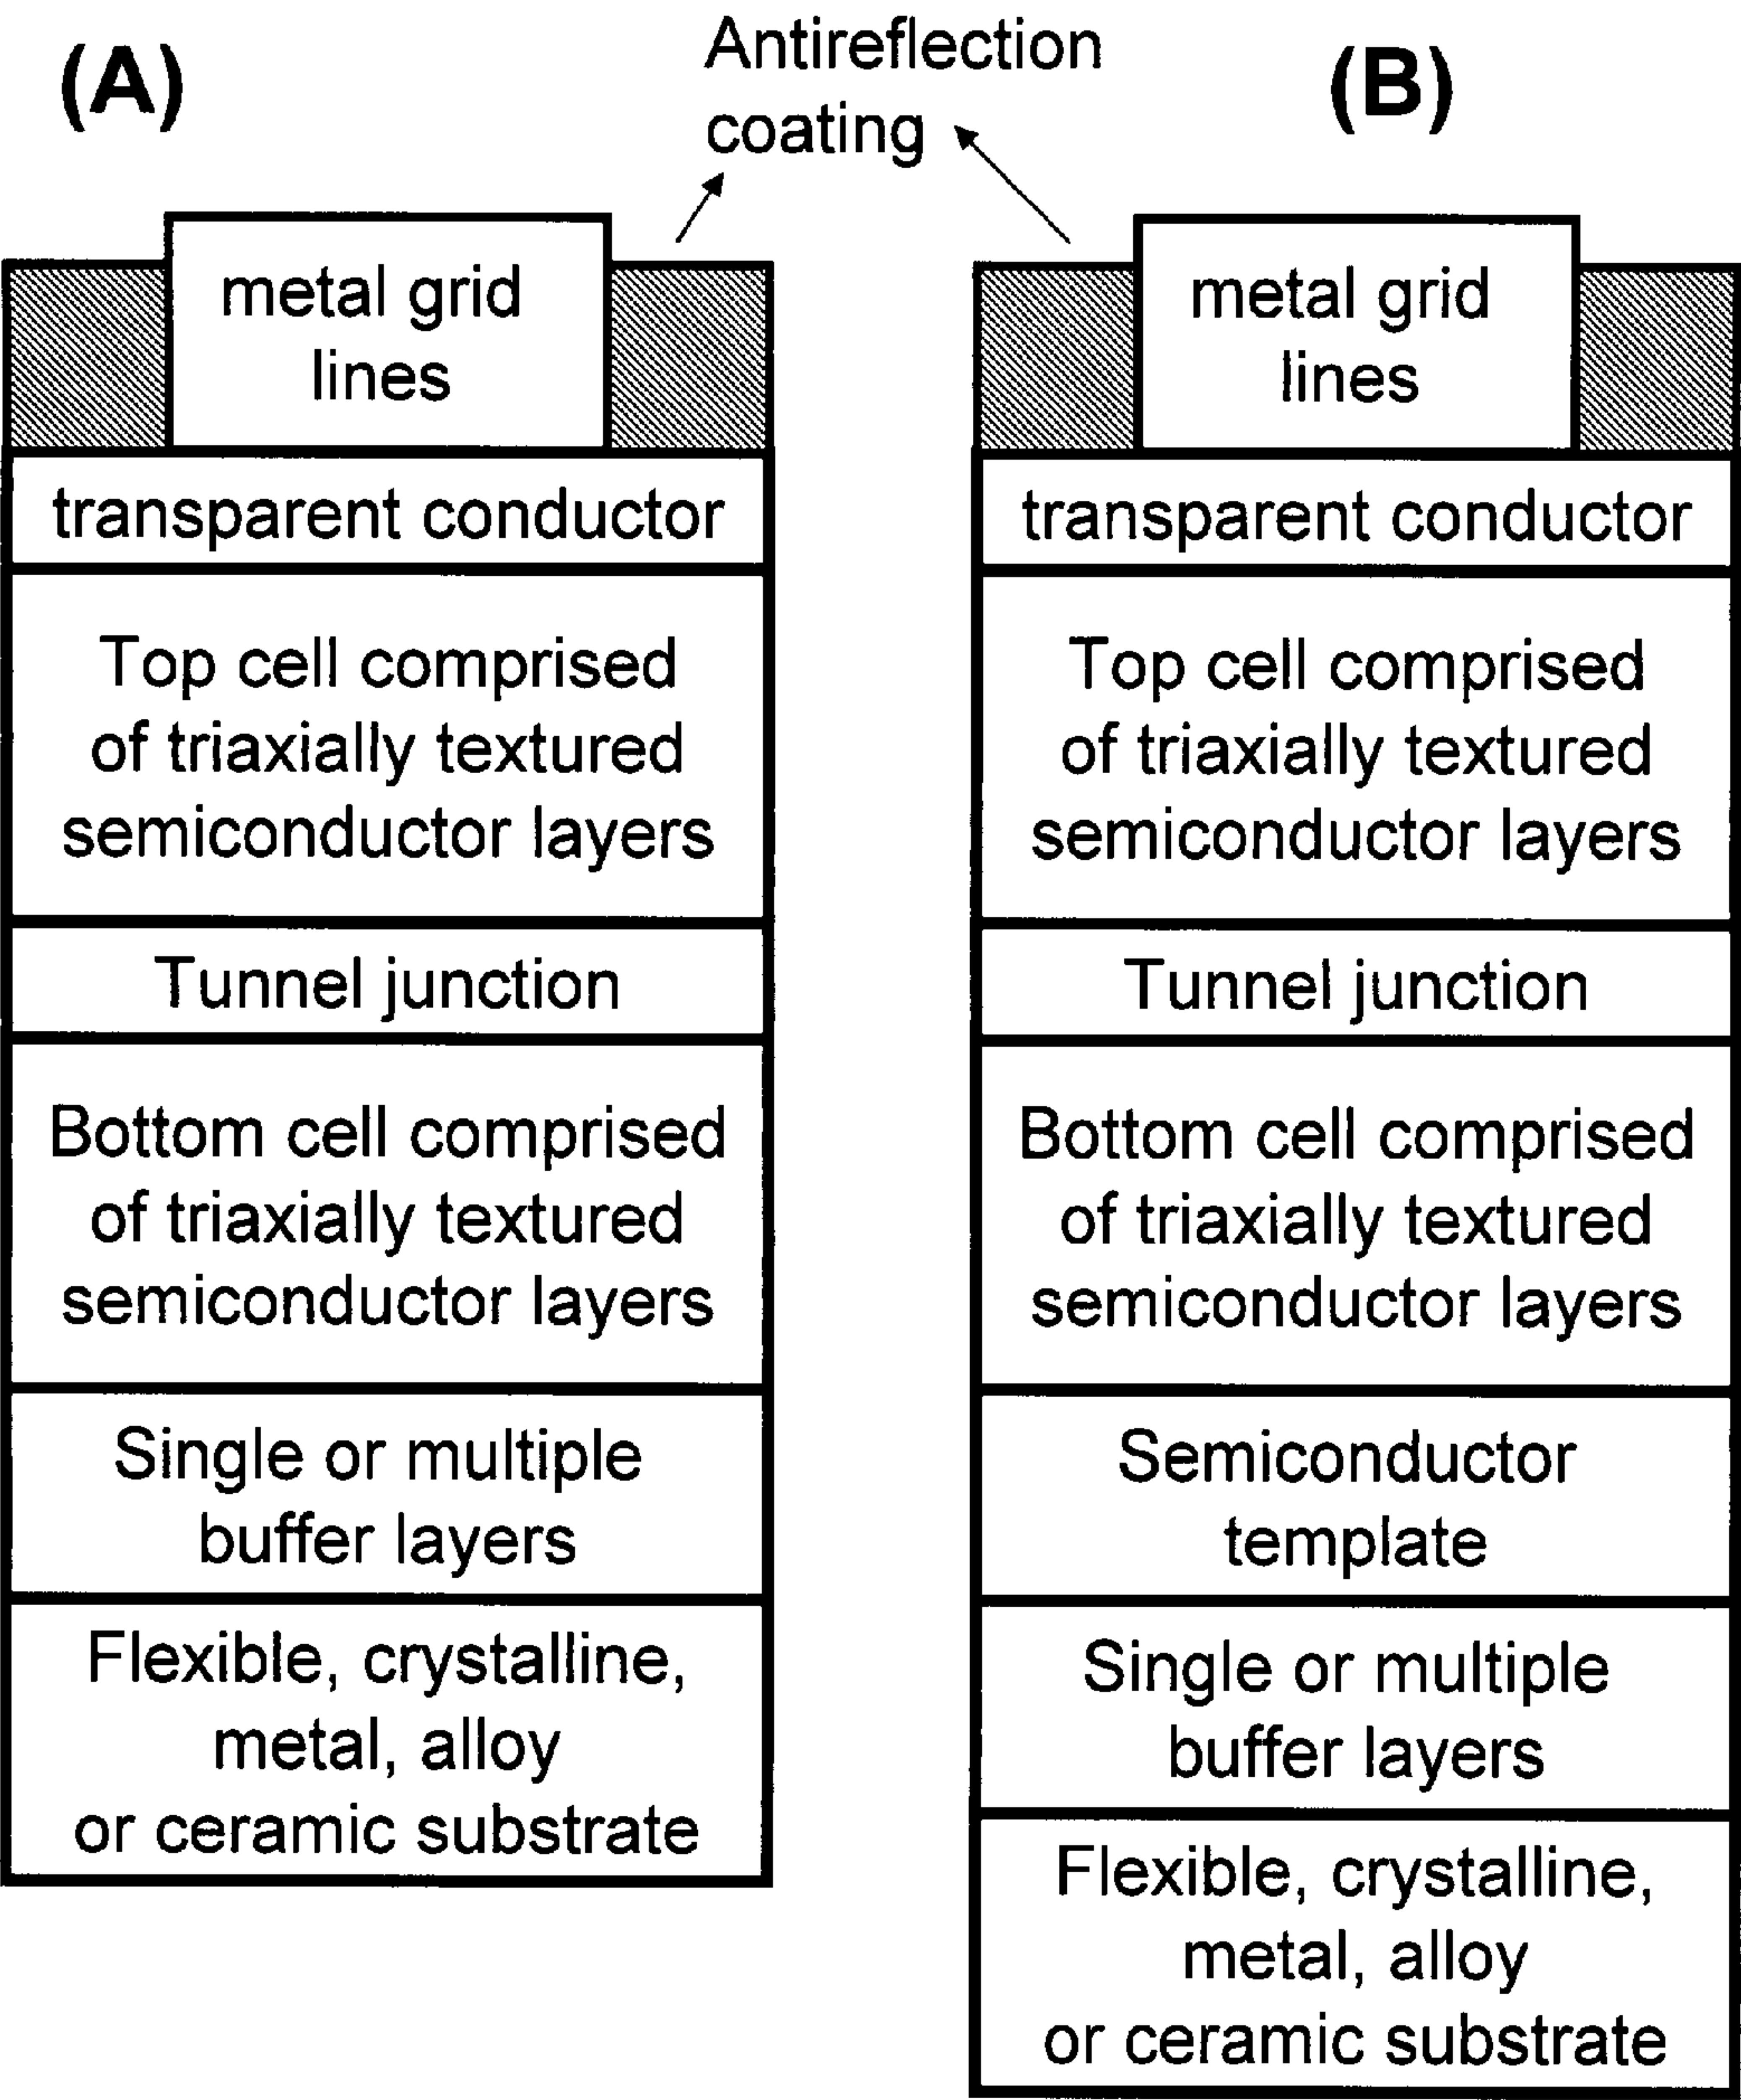 (A)
Antireflection
coating
(B)
metal grid
lines
transparent conductor
Top cell comprised
of triaxially textured
semiconductor layers
Tunnel junction
Bottom cell comprised
of triaxially textured
semiconductor layers
Single or multiple
buffer layers
Flexible, crystalline,
metal, alloy
or ceramic substrate
metal grid
lines
transparent conductor
Top cell comprised
of triaxially textured
semiconductor layers
Tunnel junction
Bottom cell comprised
of triaxially textured
semiconductor layers
Semiconductor
template
Single or multiple
buffer layers
Flexible, crystalline,
metal, alloy
or ceramic substrate